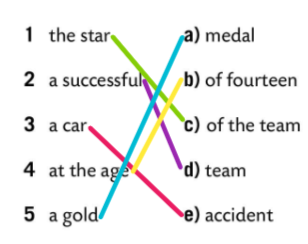 1 the star a) medal
2 a successful b) of fourteen
3 a car c) of the team
4 at the age d) team
5 a gold e) accident